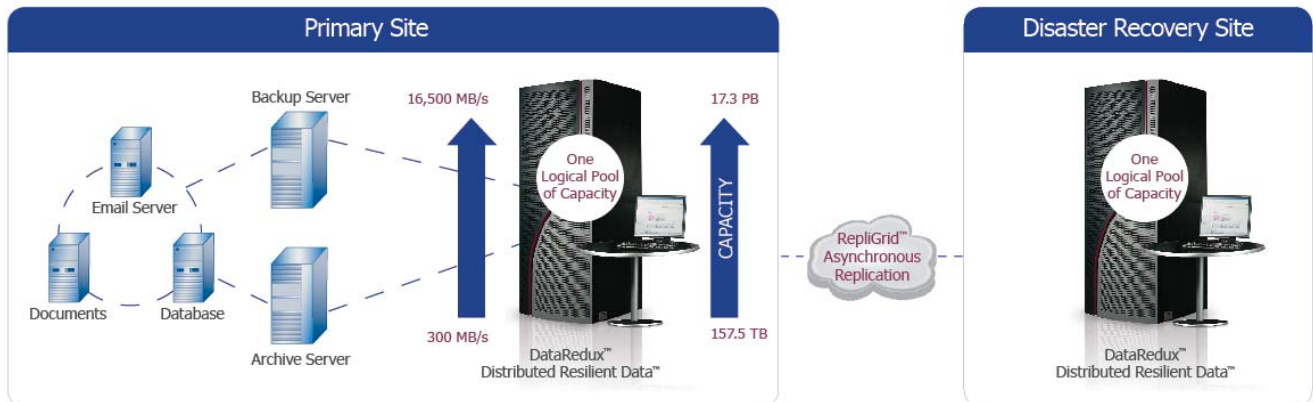 Primary Site
Disaster Recovery Site
Backup Server
16,500 MB/s
17.3 PB
One
Logical Pool
of Capacity
One
Logical Pool
of Capacity
Email Server
CAPACITY
RepliGrid™
Asynchronous
Replication
Documents
Database
300 MB/s
157.5 TB
Archive Server
DataRedux™
Distributed Resilient Data™
DataRedux™
Distributed Resilient Data™